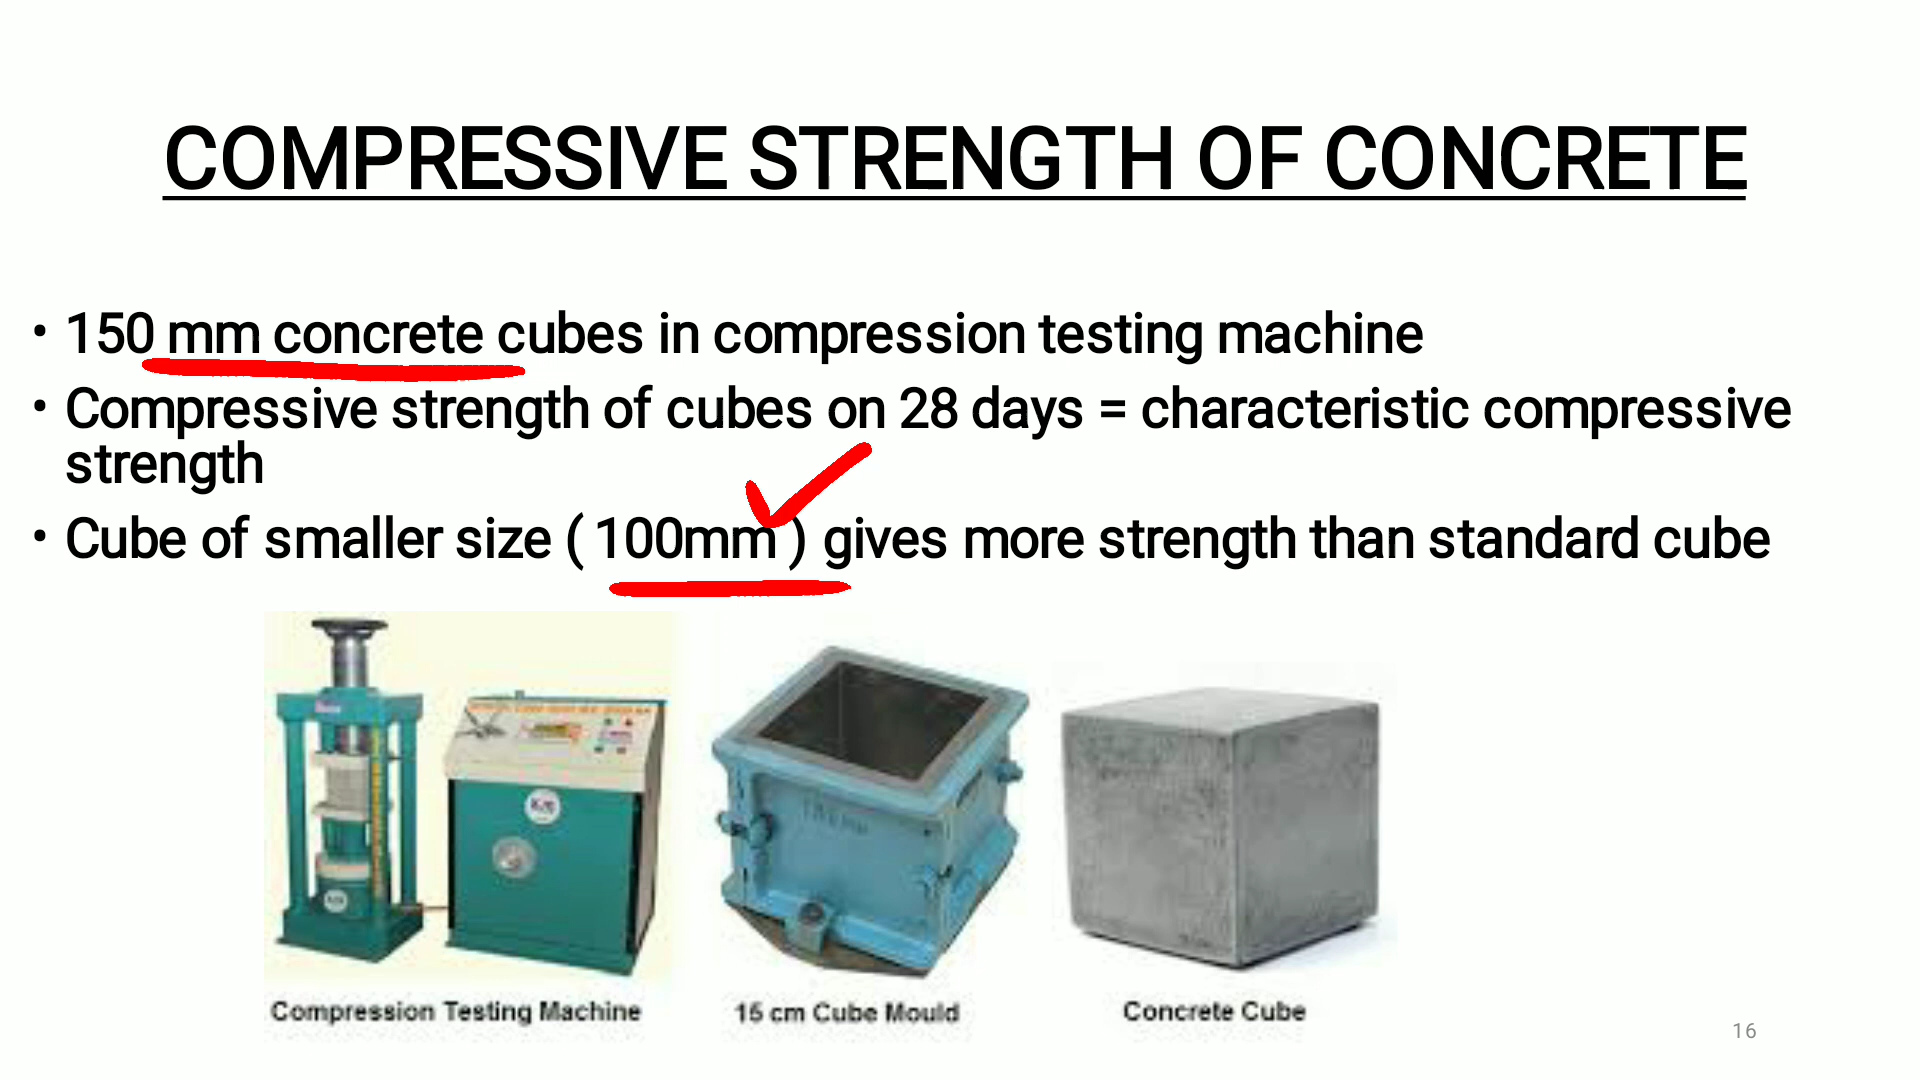 COMPRESSIVE STRENGTH OF CONCRETE
• 150 mm concrete cubes in compression testing machine
• Compressive strength of cubes on 28 days = characteristic compressive
strength
• Cube of smaller size ( 100mm ) gives more strength than standard cube
Compression Testing Machine
15 cm Cube Mould
Concrete Cube
16